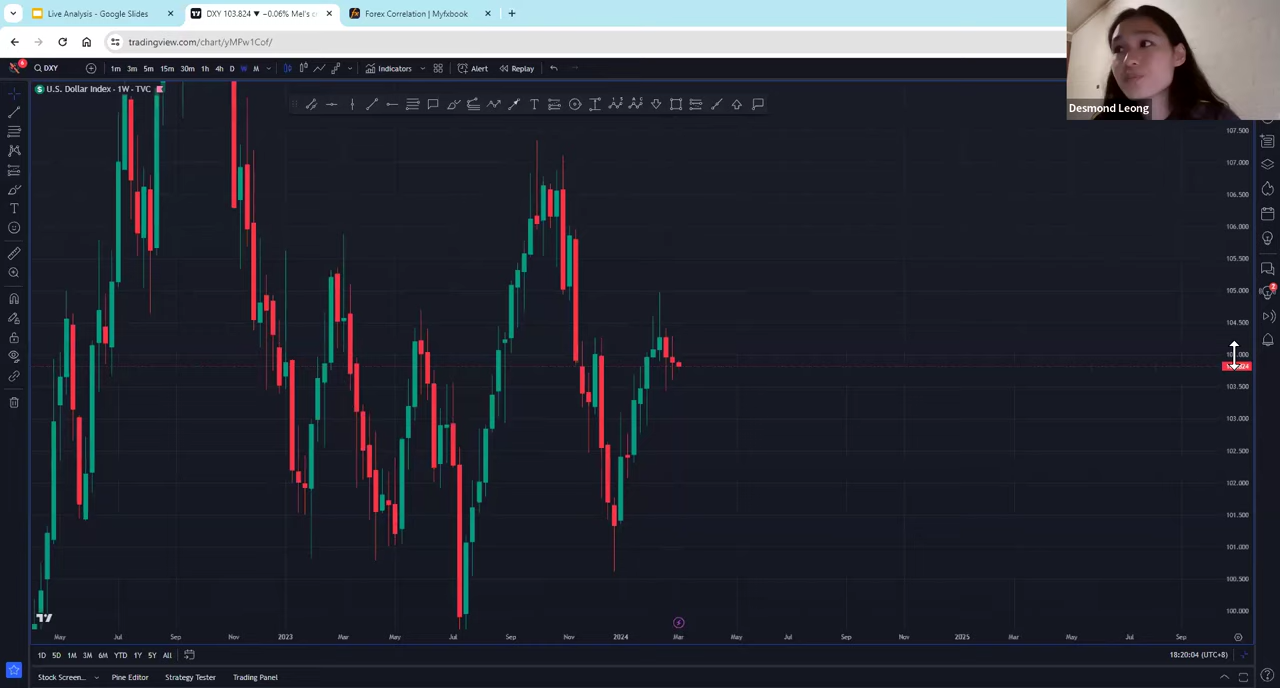 Live Analysis - Google Slides
DXY 103.824 ▼ −0.06% Mel's c
Forex Correlation | Myfxbook
tradingview.com/chart/yMPw1Cof/
Desmond Leong
6
DXY
1m 3m 5m 15m 30m 1h 4h D W M
Indicators
Alert
Replay
U.S. Dollar Index · 1W · TVC
107.500
107.000
106.500
106.000
105.500
105.000
104.500
103.500
103.000
102.500
102.000
101.500
101.000
100.500
100.000
2
May Jul Sep Nov 2023 Mar May Jul Sep Nov 2024 Mar May Jul Sep Nov 2025 Mar May Jul Sep
1D 5D 1M 3M 6M YTD 1Y 5Y All
18:20:04 (UTC+8)
Stock Screen... Pine Editor Strategy Tester Trading Panel